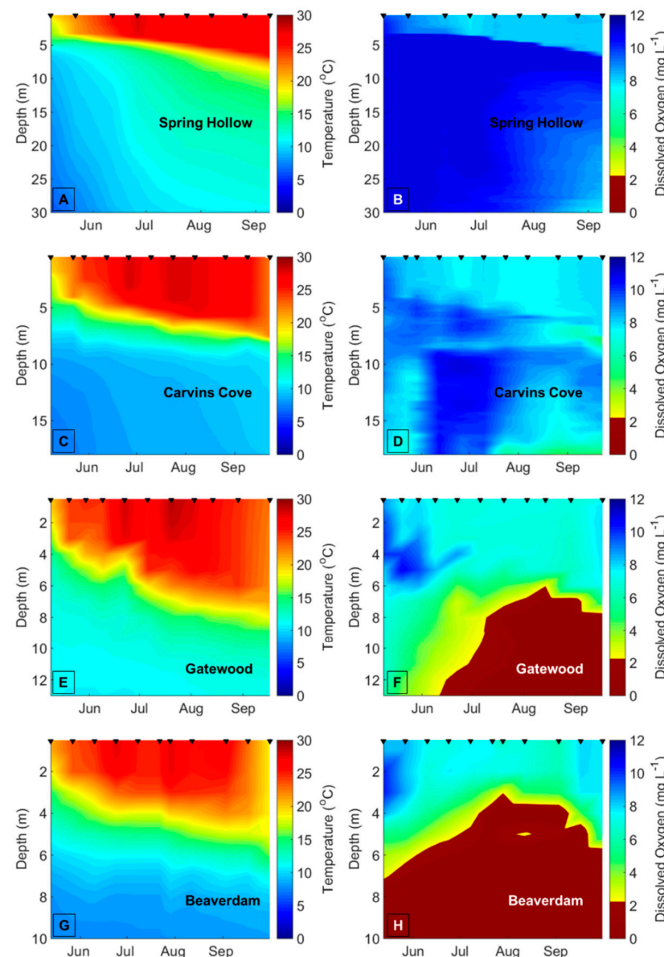 30
25
5
20
10
15
15
20
Spring Hollow
10
25
5
A
30
0
Jun Jul Aug Sep
Depth (m)
Temperature (°C)
12
10
5
8
10
15
6
20
Spring Hollow
4
25
2
B
30
0
Jun Jul Aug Sep
Depth (m)
Dissolved Oxygen (mg L⁻¹)
30
25
5
20
15
10
10
Carvins Cove
15
5
C
0
Jun Jul Aug Sep
Depth (m)
Temperature (°C)
12
10
5
8
6
10
4
Carvins Cove
15
2
D
0
Jun Jul Aug Sep
Depth (m)
Dissolved Oxygen (mg L⁻¹)
30
2
25
4
20
6
15
8
10
10
5
12
Gatewood
E
0
Jun Jul Aug Sep
Depth (m)
Temperature (°C)
12
2
10
4
8
6
6
8
4
10
2
12
Gatewood
F
0
Jun Jul Aug Sep
Depth (m)
Dissolved Oxygen (mg L⁻¹)
30
2
25
4
20
15
6
10
8
Beaverdam
5
G
10
0
Jun Jul Aug Sep
Depth (m)
Temperature (°C)
12
2
10
4
8
6
6
4
8
Beaverdam
2
H
10
0
Jun Jul Aug Sep
Depth (m)
Dissolved Oxygen (mg L⁻¹)